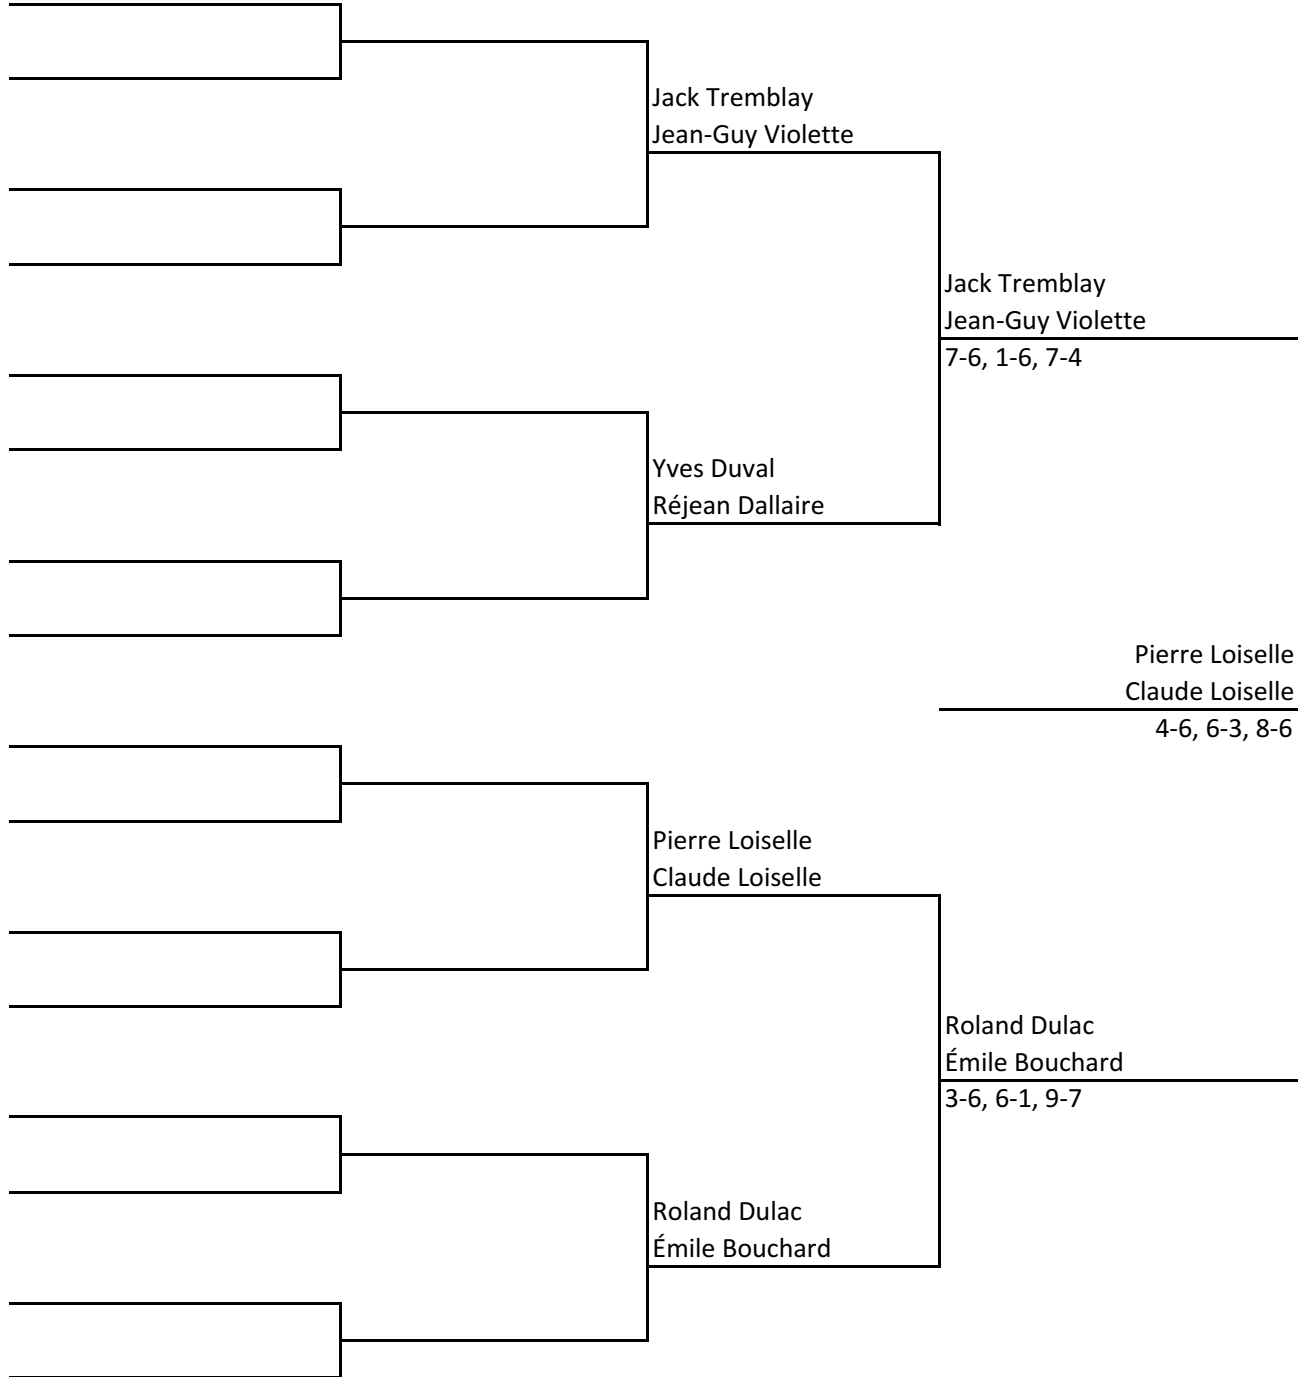 Jack Tremblay
Jean-Guy Violette
Jack Tremblay
Jean-Guy Violette
7-6, 1-6, 7-4
Yves Duval
Réjean Dallaire
Pierre Loiselle
Claude Loiselle
4-6, 6-3, 8-6
Pierre Loiselle
Claude Loiselle
Roland Dulac
Émile Bouchard
3-6, 6-1, 9-7
Roland Dulac
Émile Bouchard